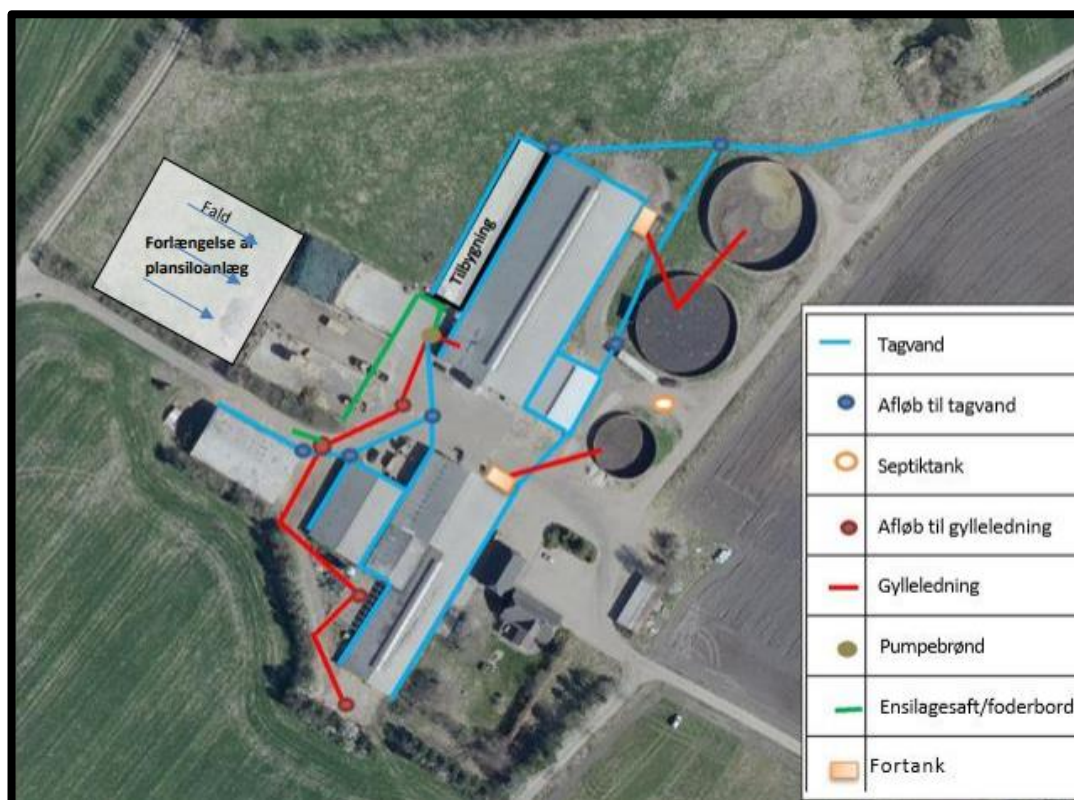 Fald
Forlængelse af
plansiloanlæg
Tilbygning
Tagvand
Afløb til tagvand
Septiktank
Afløb til gylleledning
Gylleledning
Pumpebrønd
Ensilagesaft/foderbord
Fortank